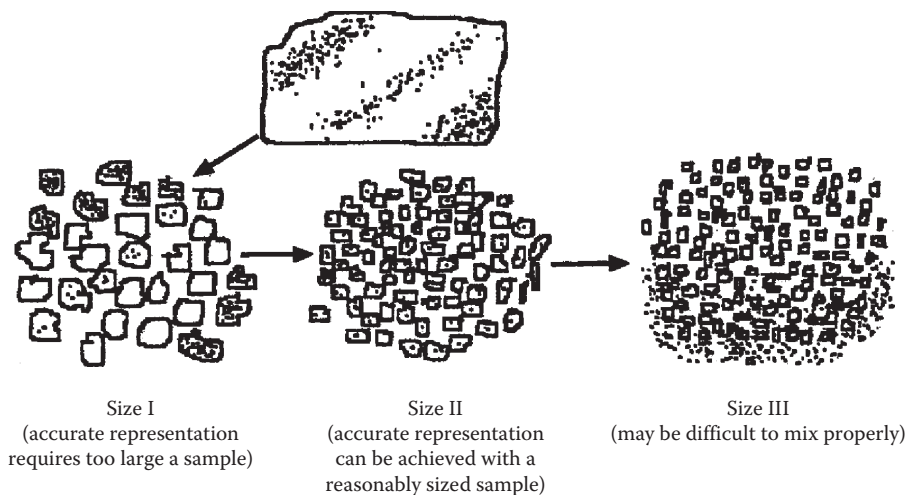 Size I
(accurate representation
requires too large a sample)
Size II
(accurate representation
can be achieved with a
reasonably sized sample)
Size III
(may be difficult to mix properly)